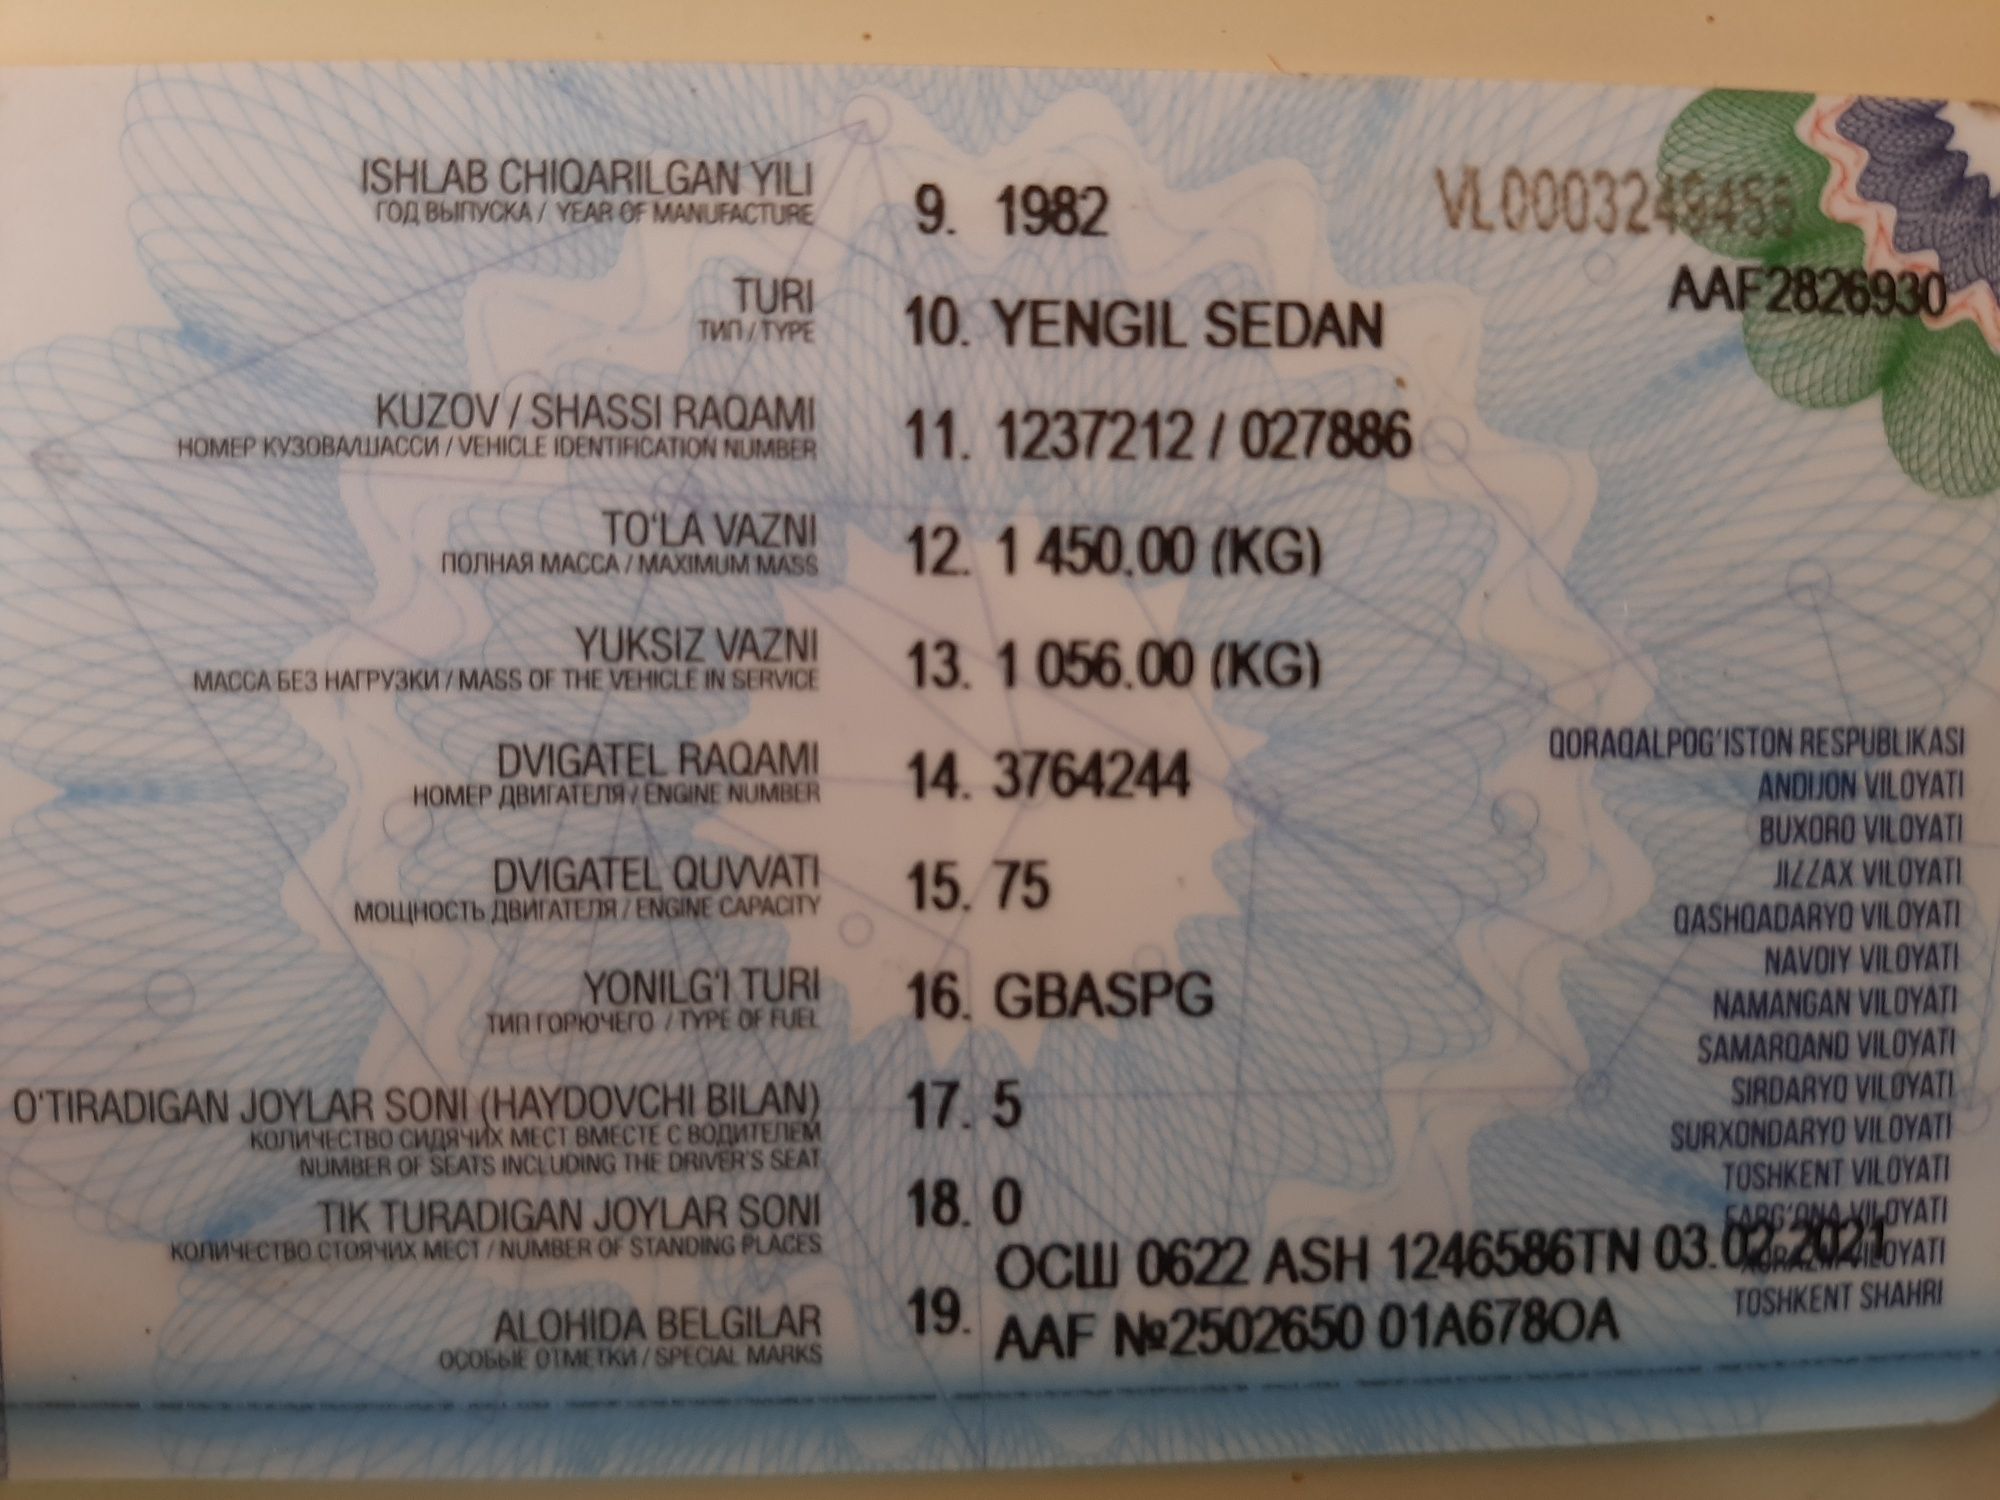 ISHLAB CHIQARILGAN YILI
ГОД ВЫПУСКА / YEAR OF MANUFACTURE
9. 1982
VL0003249455
AAF2826930
TURI
ТИП / TYPE
10. YENGIL SEDAN
KUZOV / SHASSI RAQAMI
НОМЕР КУЗОВА/ШАССИ / VEHICLE IDENTIFICATION NUMBER
11. 1237212 / 027886
TO'LA VAZNI
ПОЛНАЯ МАССА / MAXIMUM MASS
12. 1 450.00 (KG)
YUKSIZ VAZNI
МАССА БЕЗ НАГРУЗКИ / MASS OF THE VEHICLE IN SERVICE
13. 1 056.00 (KG)
DVIGATEL RAQAMI
НОМЕР ДВИГАТЕЛЯ / ENGINE NUMBER
14. 3764244
DVIGATEL QUVVATI
МОЩНОСТЬ ДВИГАТЕЛЯ / ENGINE CAPACITY
15. 75
YONILG'I TURI
ТИП ГОРЮЧЕГО / TYPE OF FUEL
16. GBASPG
O'TIRADIGAN JOYLAR SONI (HAYDOVCHI BILAN)
КОЛИЧЕСТВО СИДЯЧИХ МЕСТ ВМЕСТЕ С ВОДИТЕЛЕМ
NUMBER OF SEATS INCLUDING THE DRIVER'S SEAT
17. 5
TIK TURADIGAN JOYLAR SONI
КОЛИЧЕСТВО СТОЯЧИХ МЕСТ / NUMBER OF STANDING PLACES
18. 0
ALOHIDA BELGILAR
ОСОБЫЕ ОТМЕТКИ / SPECIAL MARKS
19. ОСШ 0622 ASH 1246586TN 03.02.2021
AAF №2502650 01A678OA
QORAQALPOG'ISTON RESPUBLIKASI
ANDIJON VILOYATI
BUXORO VILOYATI
JIZZAX VILOYATI
QASHQADARYO VILOYATI
NAVOIY VILOYATI
NAMANGAN VILOYATI
SAMARQAND VILOYATI
SIRDARYO VILOYATI
SURXONDARYO VILOYATI
TOSHKENT VILOYATI
FARG'ONA VILOYATI
VILOYATI
TOSHKENT SHAHRI